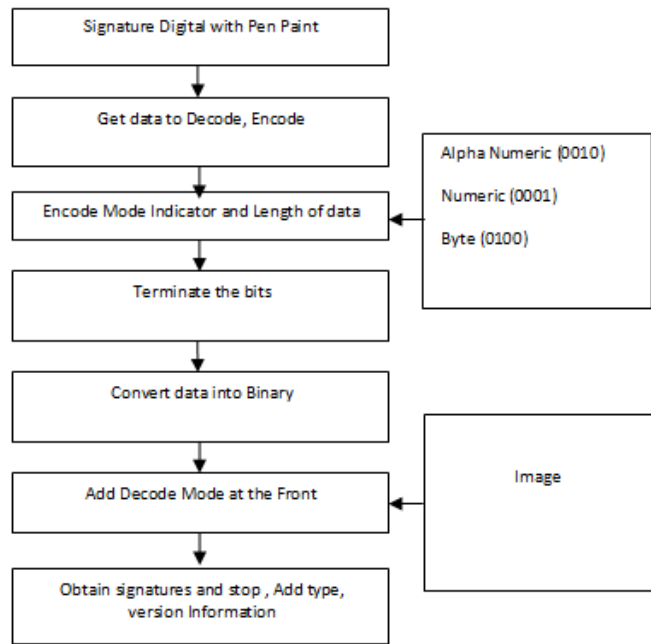 Signature Digital with Pen Paint
Get data to Decode, Encode
Encode Mode Indicator and Length of data
Alpha Numeric (0010)
Numeric (0001)
Byte (0100)
Terminate the bits
Convert data into Binary
Add Decode Mode at the Front
Image
Obtain signatures and stop , Add type,
version Information